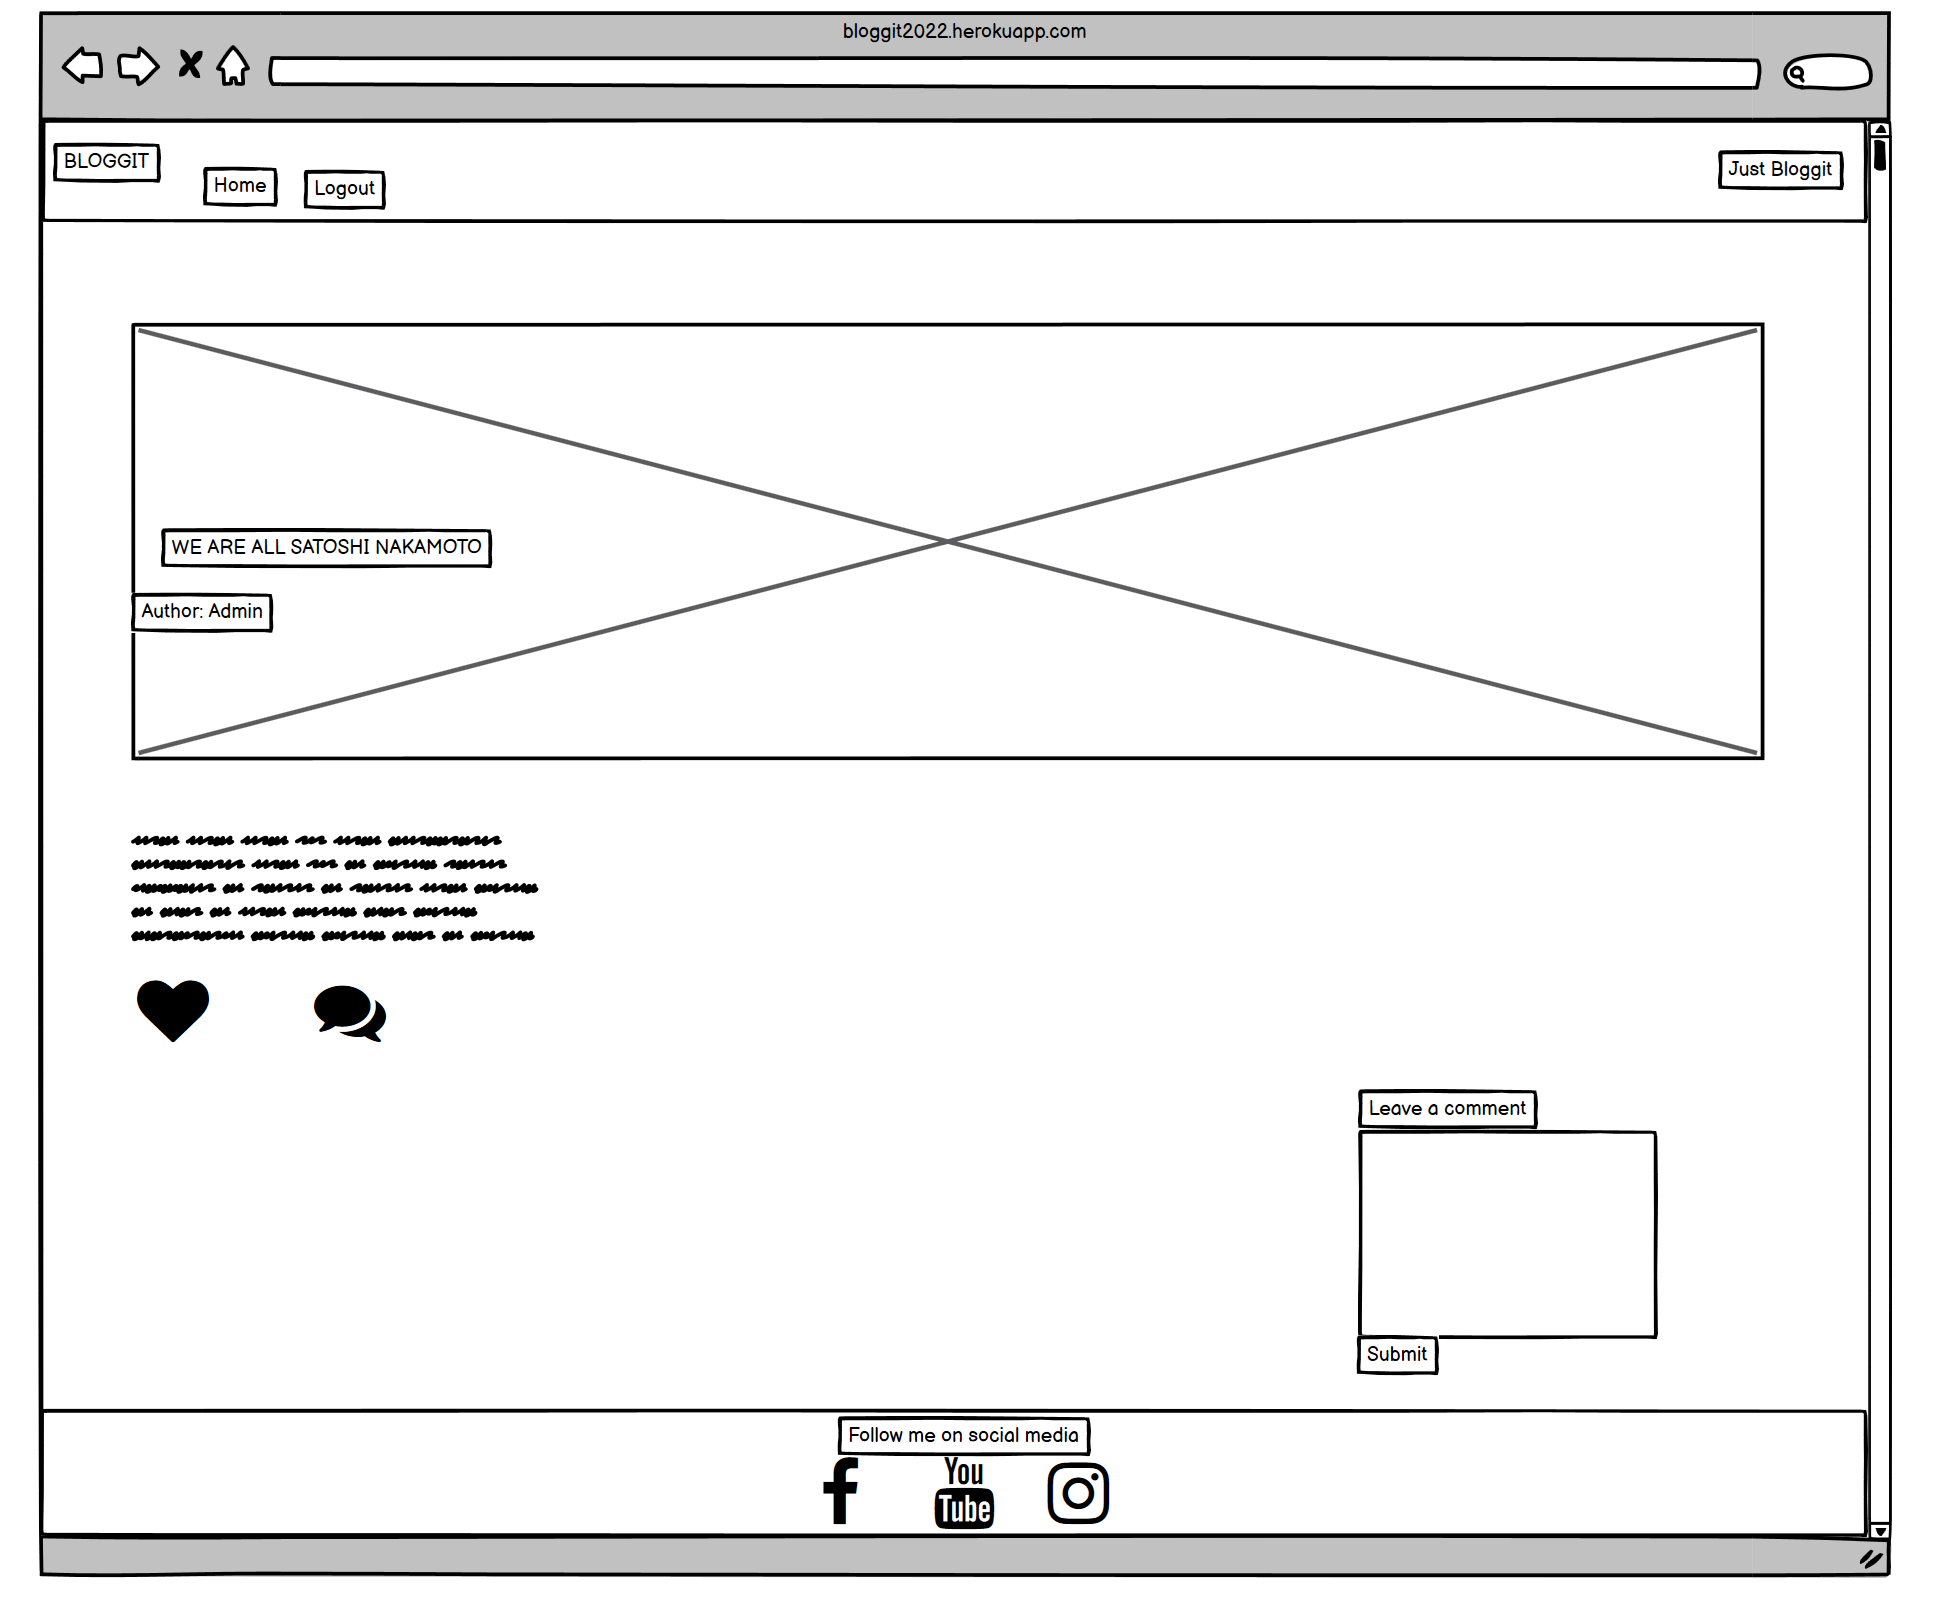 bloggit2022.herokuapp.com
BLOGGIT
Home
Logout
Just Bloggit
WE ARE ALL SATOSHI NAKAMOTO
Author: Admin
Leave a comment
Submit
Follow me on social media
You
Tube